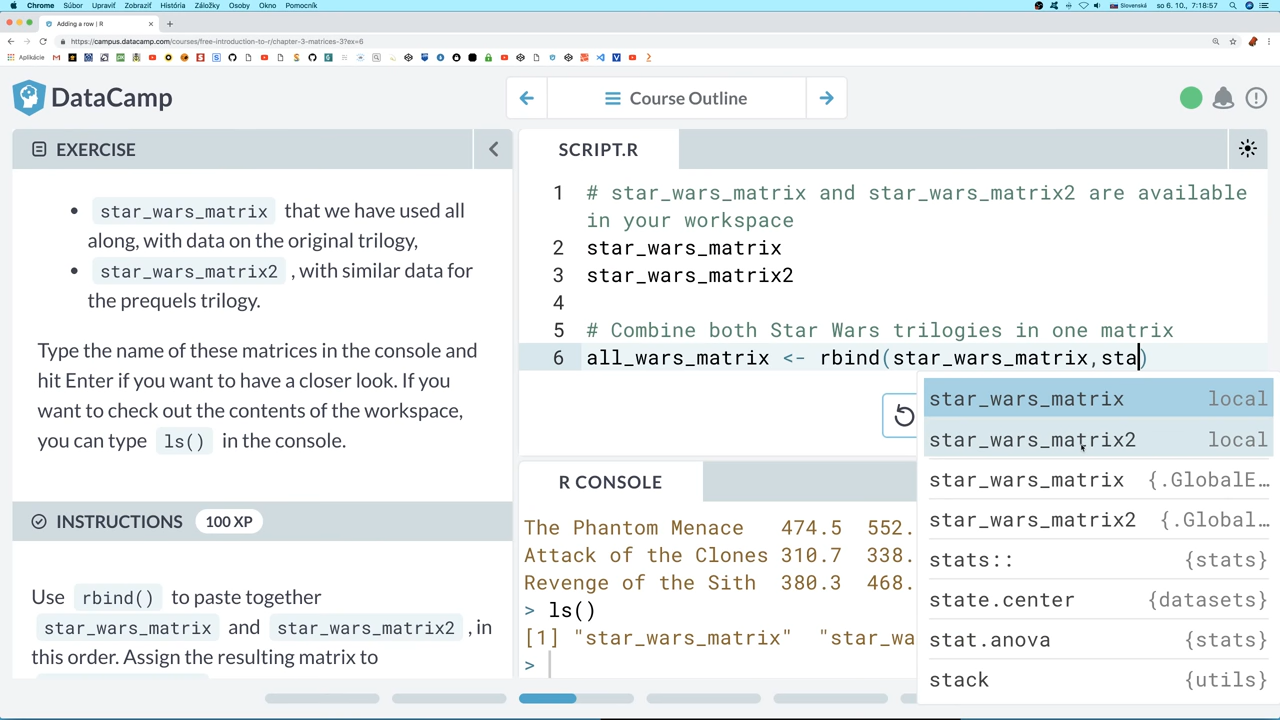 Chrome Súbor Upraviť Zobraziť História Záložky Osoby Okno Pomocník Slovenská so 6. 10., 7:18:57
Adding a row | R
https://campus.datacamp.com/courses/free-introduction-to-r/chapter-3-matrices-3?ex=6
Aplikácie
DataCamp
Course Outline
EXERCISE
star_wars_matrix that we have used all
along, with data on the original trilogy,
star_wars_matrix2 , with similar data for
the prequels trilogy.
Type the name of these matrices in the console and
hit Enter if you want to have a closer look. If you
want to check out the contents of the workspace,
you can type ls() in the console.
INSTRUCTIONS 100 XP
Use rbind() to paste together
star_wars_matrix and star_wars_matrix2 , in
this order. Assign the resulting matrix to
SCRIPT.R
1 # star_wars_matrix and star_wars_matrix2 are available
in your workspace
2 star_wars_matrix
3 star_wars_matrix2
4
5 # Combine both Star Wars trilogies in one matrix
6 all_wars_matrix <- rbind(star_wars_matrix,sta)
star_wars_matrix local
star_wars_matrix2 local
star_wars_matrix {.GlobalE…
star_wars_matrix2 {.Global…
stats:: {stats}
state.center {datasets}
stat.anova {stats}
stack {utils}
R CONSOLE
The Phantom Menace 474.5 552.
Attack of the Clones 310.7 338.
Revenge of the Sith 380.3 468.
> ls()
[1] "star_wars_matrix" "star_wa
>